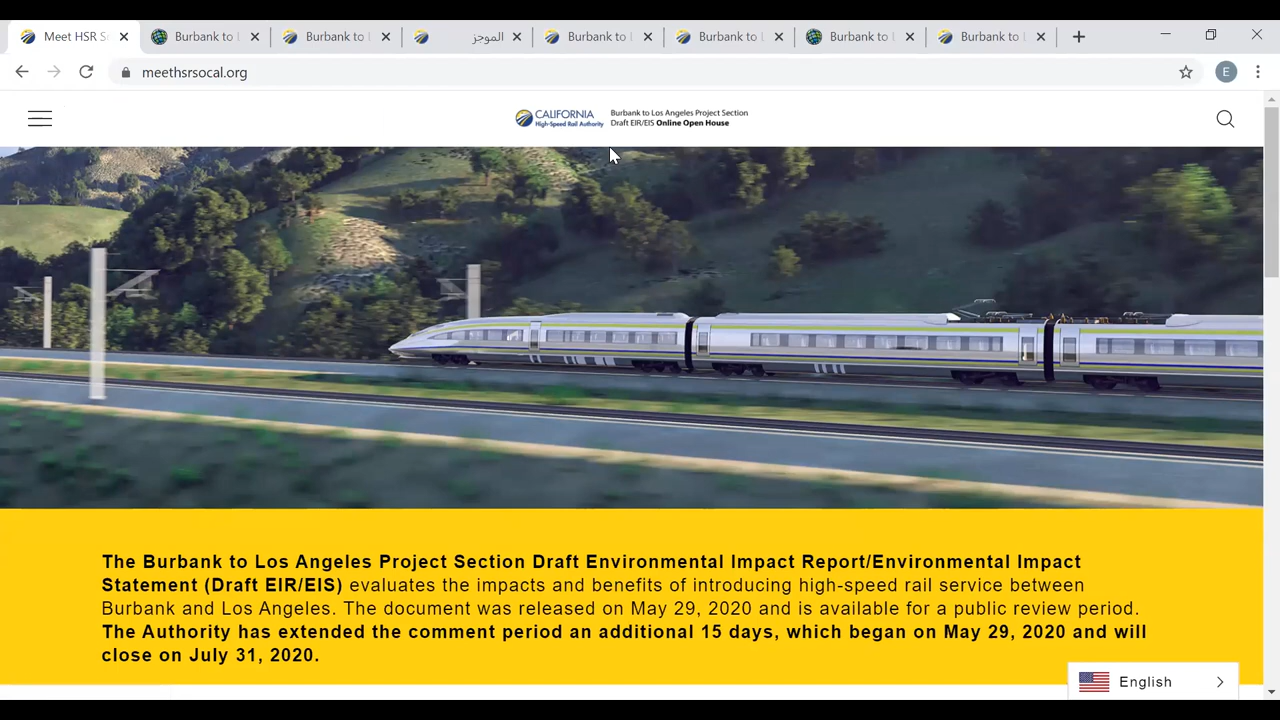 Meet HSR S
Burbank to L
Burbank to L
الموجز
Burbank to L
Burbank to L
Burbank to L
Burbank to L
meethsrsocal.org
E
CALIFORNIA
High-Speed Rail Authority
Burbank to Los Angeles Project Section
Draft EIR/EIS Online Open House
The Burbank to Los Angeles Project Section Draft Environmental Impact Report/Environmental Impact
Statement (Draft EIR/EIS) evaluates the impacts and benefits of introducing high-speed rail service between
Burbank and Los Angeles. The document was released on May 29, 2020 and is available for a public review period.
The Authority has extended the comment period an additional 15 days, which began on May 29, 2020 and will
close on July 31, 2020.
English